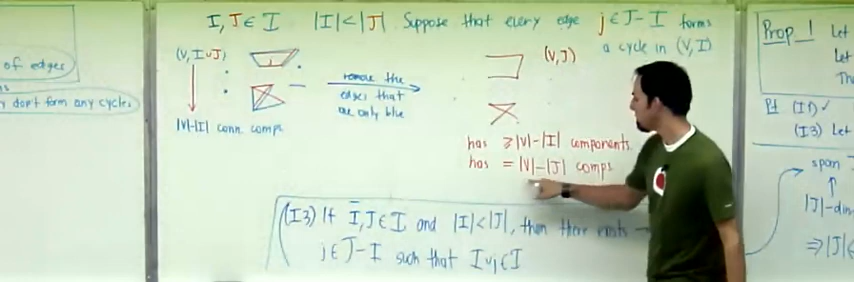 of edges
y don't form any cycles
I, J ∈ I |I| < |J| Suppose that every edge j ∈ J - I forms
a cycle in (V, I)
(V, I∪J)
|V|-|I| conn. comps
remove the
edges that
are only blue
(V, J)
has ≥ |V|-|I| components
has = |V|-|J| comps
(I3) If I, J ∈ I and |I| < |J|, then there exists
j ∈ J - I such that I ∪ j ∈ I
Prop
Let
Let
Pf (I1) ✓
(I3) Let
span
|J|-dim
⇒ |J| ≤